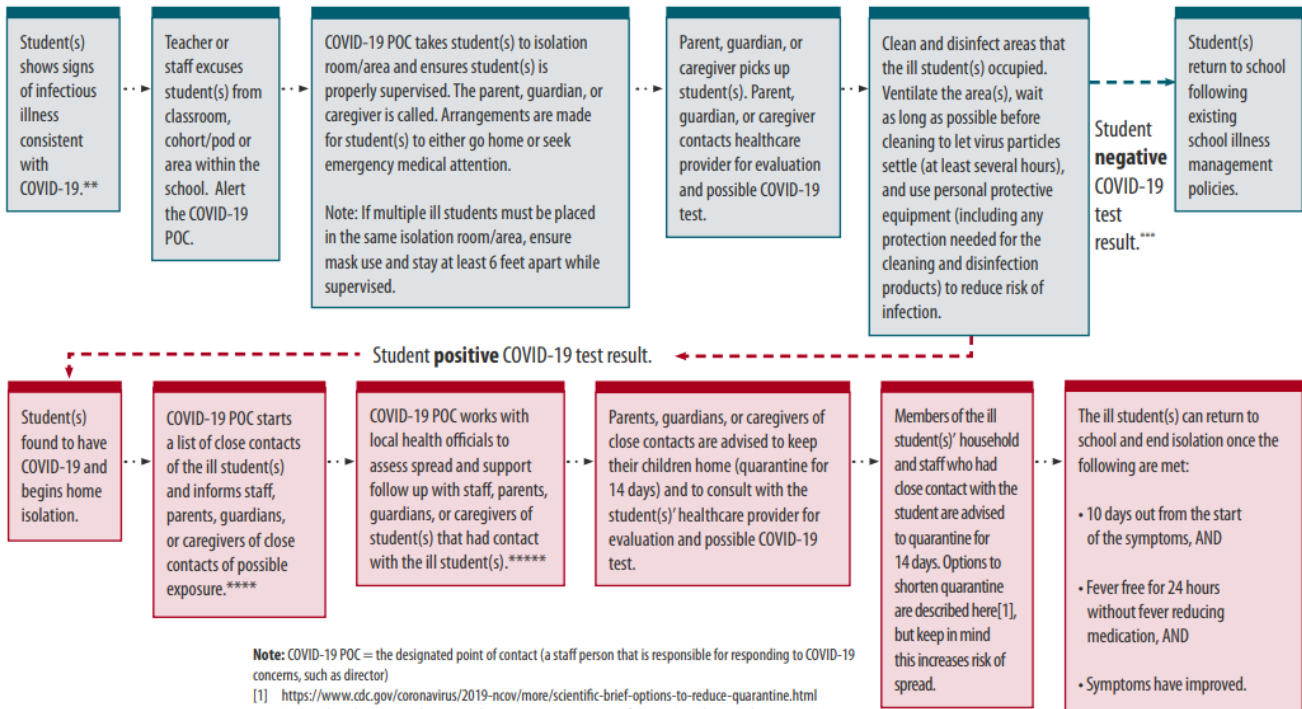 Student(s)
shows signs
of infectious
illness
consistent
with
COVID-19.**
Teacher or
staff excuses
student(s) from
classroom,
cohort/pod or
area within the
school. Alert
the COVID-19
POC.
COVID-19 POC takes student(s) to isolation
room/area and ensures student(s) is
properly supervised. The parent, guardian, or
caregiver is called. Arrangements are made
for student(s) to either go home or seek
emergency medical attention.
Note: If multiple ill students must be placed
in the same isolation room/area, ensure
mask use and stay at least 6 feet apart while
supervised.
Parent, guardian, or
caregiver picks up
student(s). Parent,
guardian, or caregiver
contacts healthcare
provider for evaluation
and possible COVID-19
test.
Clean and disinfect areas that
the ill student(s) occupied.
Ventilate the area(s), wait
as long as possible before
cleaning to let virus particles
settle (at least several hours),
and use personal protective
equipment (including any
protection needed for the
cleaning and disinfection
products) to reduce risk of
infection.
Student
negative
COVID-19
test
result.***
Student(s)
return to school
following
existing
school illness
management
policies.
Student positive COVID-19 test result.
Student(s)
found to have
COVID-19 and
begins home
isolation.
COVID-19 POC starts
a list of close contacts
of the ill student(s)
and informs staff,
parents, guardians,
or caregivers of close
contacts of possible
exposure.****
COVID-19 POC works with
local health officials to
assess spread and support
follow up with staff, parents,
guardians, or caregivers of
student(s) that had contact
with the ill student(s).*****
Parents, guardians, or caregivers of
close contacts are advised to keep
their children home (quarantine for
14 days) and to consult with the
student(s)' healthcare provider for
evaluation and possible COVID-19
test.
Members of the ill
student(s)' household
and staff who had
close contact with the
student are advised
to quarantine for
14 days. Options to
shorten quarantine
are described here[1],
but keep in mind
this increases risk of
spread.
The ill student(s) can return to
school and end isolation once the
following are met:
• 10 days out from the start
of the symptoms, AND
• Fever free for 24 hours
without fever reducing
medication, AND
• Symptoms have improved.
Note: COVID-19 POC = the designated point of contact (a staff person that is responsible for responding to COVID-19
concerns, such as director)
[1] https://www.cdc.gov/coronavirus/2019-ncov/more/scientific-brief-options-to-reduce-quarantine.html